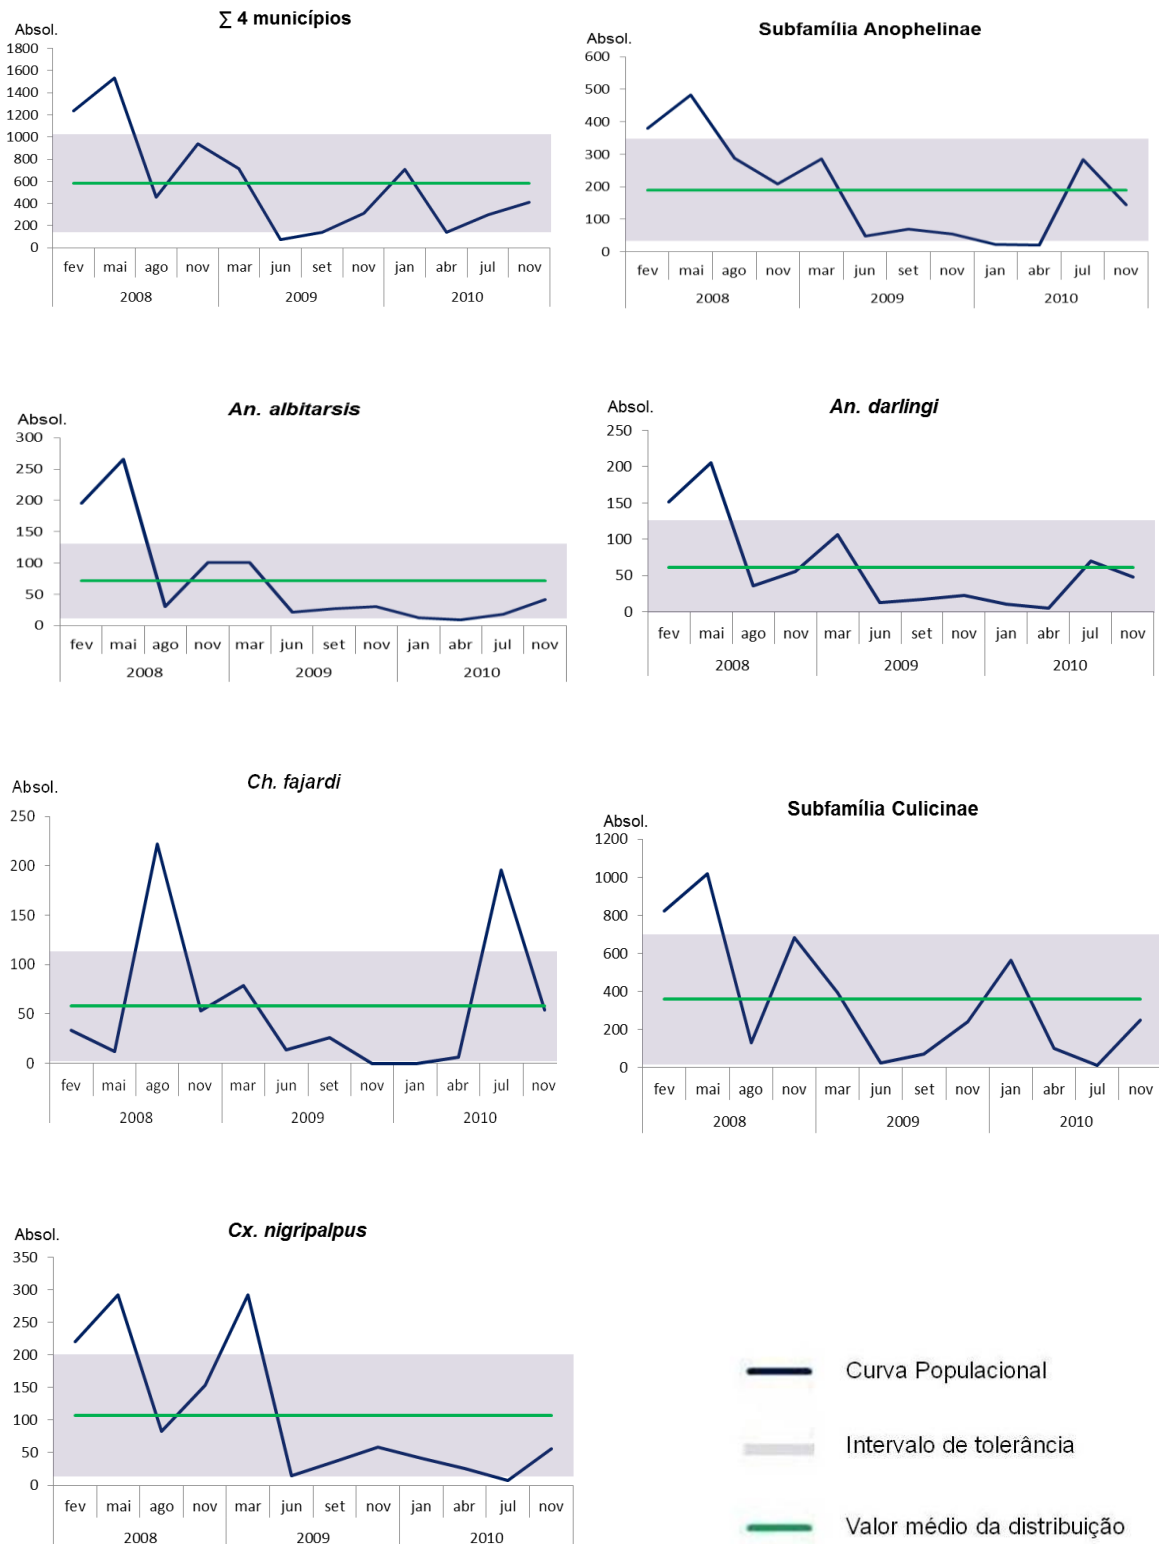 ∑ 4 municípios
Absol.
1800
1600
1400
1200
1000
800
600
400
200
0
fev mai ago nov mar jun set nov jan abr jul nov
2008 2009 2010
Subfamília Anophelinae
Absol.
600
500
400
300
200
100
0
fev mai ago nov mar jun set nov jan abr jul nov
2008 2009 2010
An. albitarsis
Absol.
300
250
200
150
100
50
0
fev mai ago nov mar jun set nov jan abr jul nov
2008 2009 2010
An. darlingi
Absol.
250
200
150
100
50
0
fev mai ago nov mar jun set nov jan abr jul nov
2008 2009 2010
Ch. fajardi
Absol.
250
200
150
100
50
0
fev mai ago nov mar jun set nov jan abr jul nov
2008 2009 2010
Subfamília Culicinae
Absol.
1200
1000
800
600
400
200
0
fev mai ago nov mar jun set nov jan abr jul nov
2008 2009 2010
Cx. nigripalpus
Absol.
350
300
250
200
150
100
50
0
fev mai ago nov mar jun set nov jan abr jul nov
2008 2009 2010
Curva Populacional
Intervalo de tolerância
Valor médio da distribuição